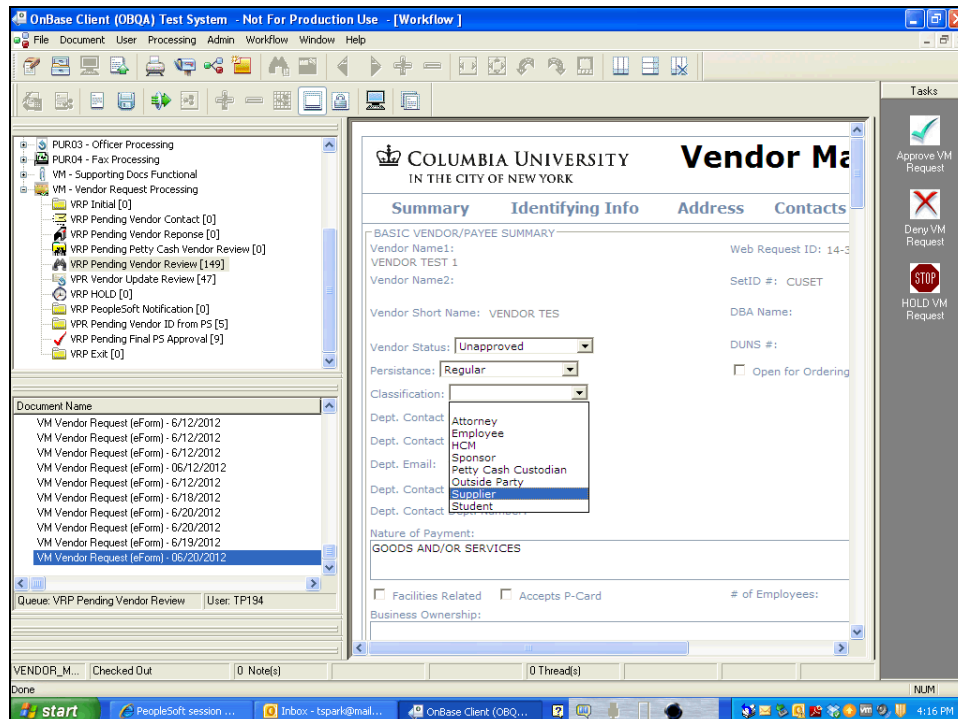 OnBase Client (OBQA) Test System - Not For Production Use - [Workflow ]
File Document User Processing Admin Workflow Window Help
Tasks
PUR03 - Officer Processing
PUR04 - Fax Processing
VM - Supporting Docs Functional
VM - Vendor Request Processing
VRP Initial [0]
VRP Pending Vendor Contact [0]
VRP Pending Vendor Reponse [0]
VRP Pending Petty Cash Vendor Review [0]
VRP Pending Vendor Review [149]
VPR Vendor Update Review [47]
VRP HOLD [0]
VRP PeopleSoft Notification [0]
VPR Pending Vendor ID from PS [5]
VRP Pending Final PS Approval [9]
VRP Exit [0]
Document Name
VM Vendor Request (eForm) - 6/12/2012
VM Vendor Request (eForm) - 6/12/2012
VM Vendor Request (eForm) - 6/12/2012
VM Vendor Request (eForm) - 06/12/2012
VM Vendor Request (eForm) - 6/12/2012
VM Vendor Request (eForm) - 6/18/2012
VM Vendor Request (eForm) - 6/20/2012
VM Vendor Request (eForm) - 6/20/2012
VM Vendor Request (eForm) - 6/19/2012
VM Vendor Request (eForm) - 06/20/2012
Queue: VRP Pending Vendor Review User: TP194
COLUMBIA UNIVERSITY
IN THE CITY OF NEW YORK
Vendor Ma
Summary Identifying Info Address Contacts
BASIC VENDOR/PAYEE SUMMARY
Vendor Name1:
VENDOR TEST 1
Web Request ID: 14-3
Vendor Name2:
SetID #: CUSET
Vendor Short Name: VENDOR TES
DBA Name:
Vendor Status: Unapproved
DUNS #:
Persistance: Regular
Open for Ordering
Classification:
Attorney
Employee
HCM
Sponsor
Petty Cash Custodian
Outside Party
Supplier
Student
Dept. Contact
Dept. Contact
Dept. Email:
Dept. Contact
Dept. Contact
Nature of Payment:
GOODS AND/OR SERVICES
Facilities Related Accepts P-Card # of Employees:
Business Ownership:
Approve VM
Request
Deny VM
Request
STOP
HOLD VM
Request
VENDOR_M... Checked Out 0 Note(s) 0 Thread(s)
Done NUM
start PeopleSoft session ... Inbox - tspark@mail... OnBase Client (OBQ... 4:16 PM